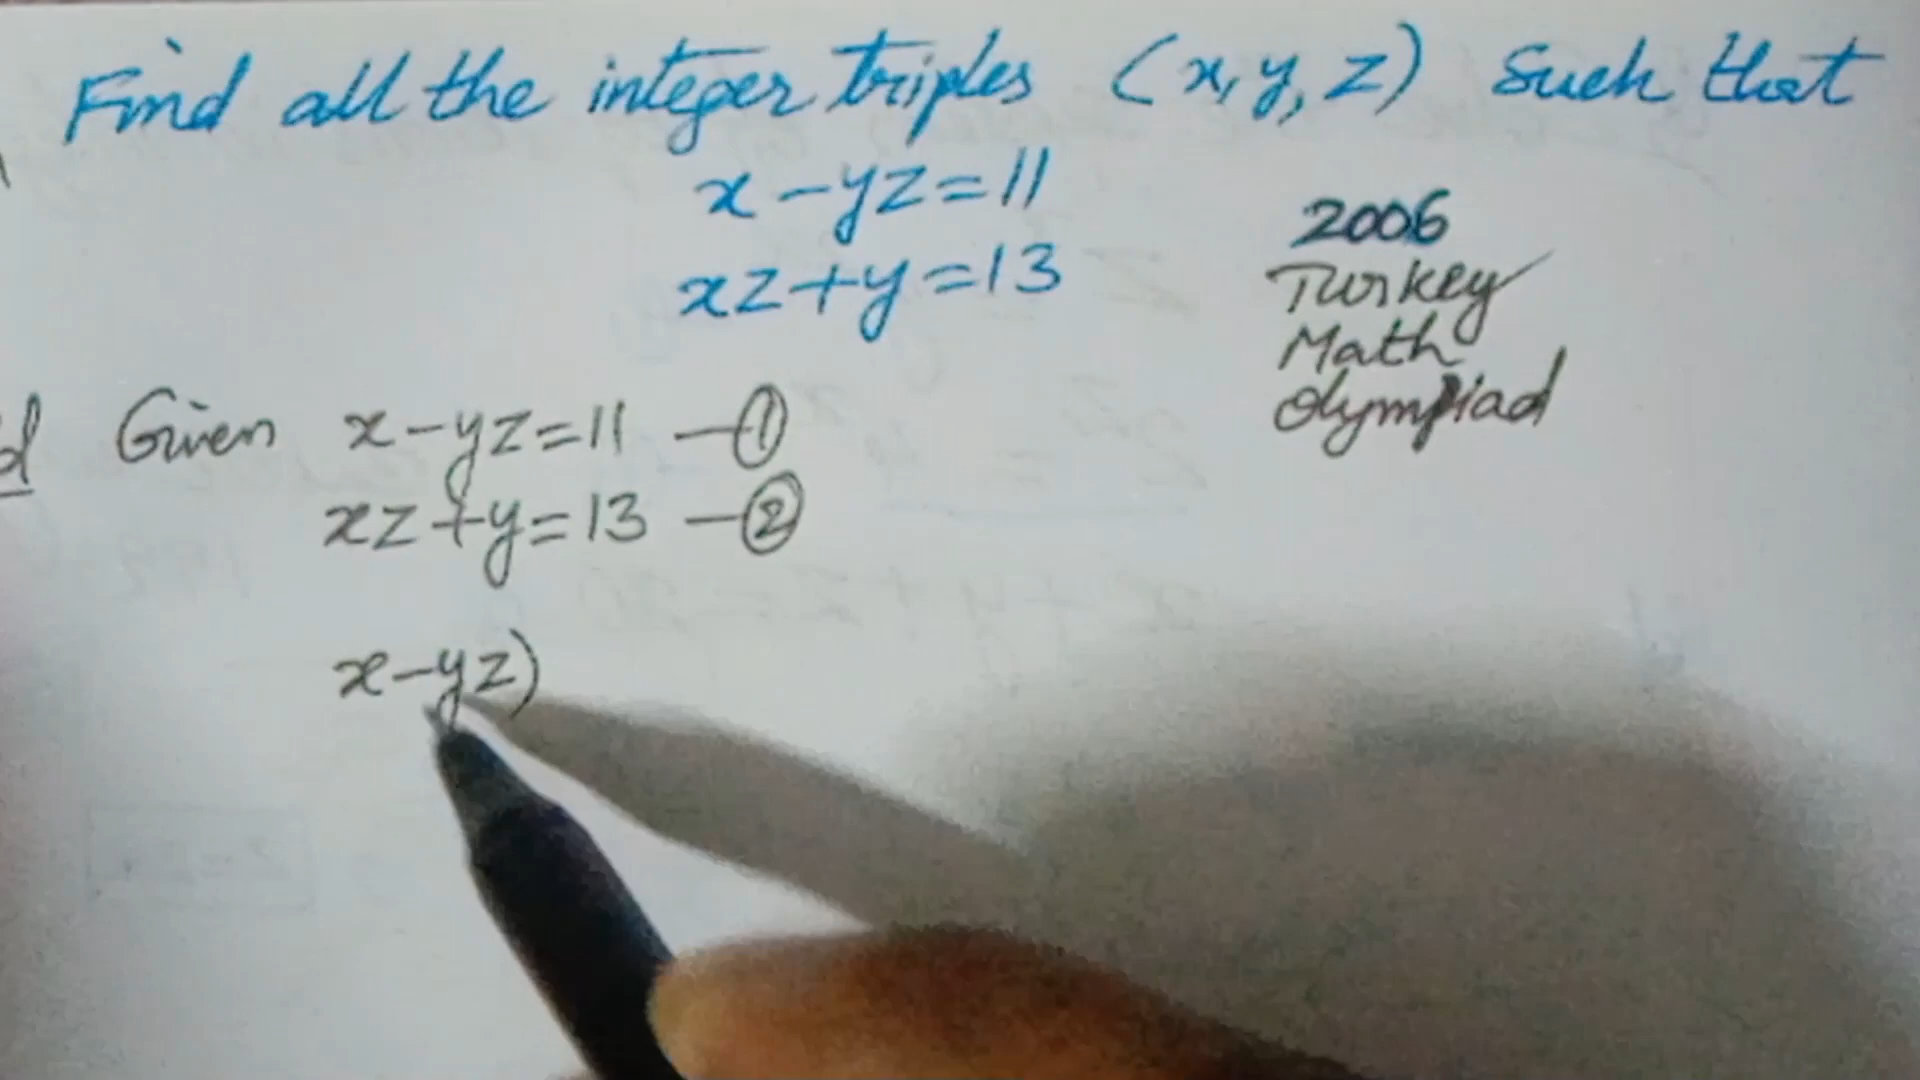 Find all the integer triples (x, y, z) such that
x - yz = 11
xz + y = 13
2006
Turkey
Math
Olympiad
Given x - yz = 11 — ①
xz + y = 13 — ②
x - yz)